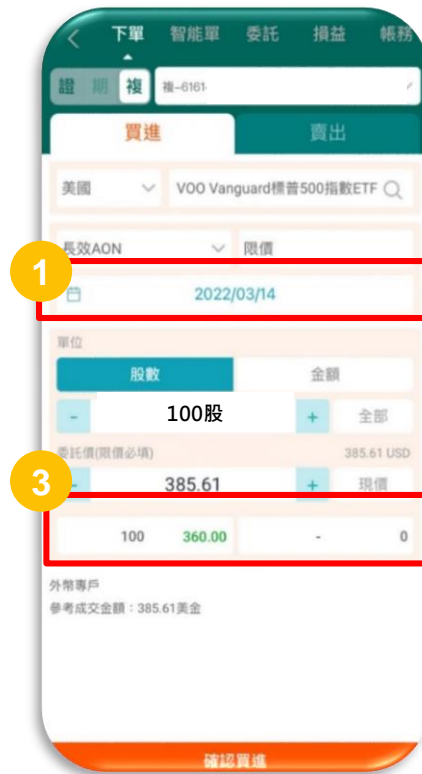 下單 智能單 委託 損益 帳務
證 期 複 複-6161-
買進 賣出
美國 VOO Vanguard標普500指數ETF
長效AON 限價
1
2022/03/14
單位
股數 金額
- 100股 + 全部
委託價(限價必填) 385.61 USD
3
- 385.61 + 現價
100 360.00 - 0
外幣專戶
參考成交金額：385.61美金
確認買進